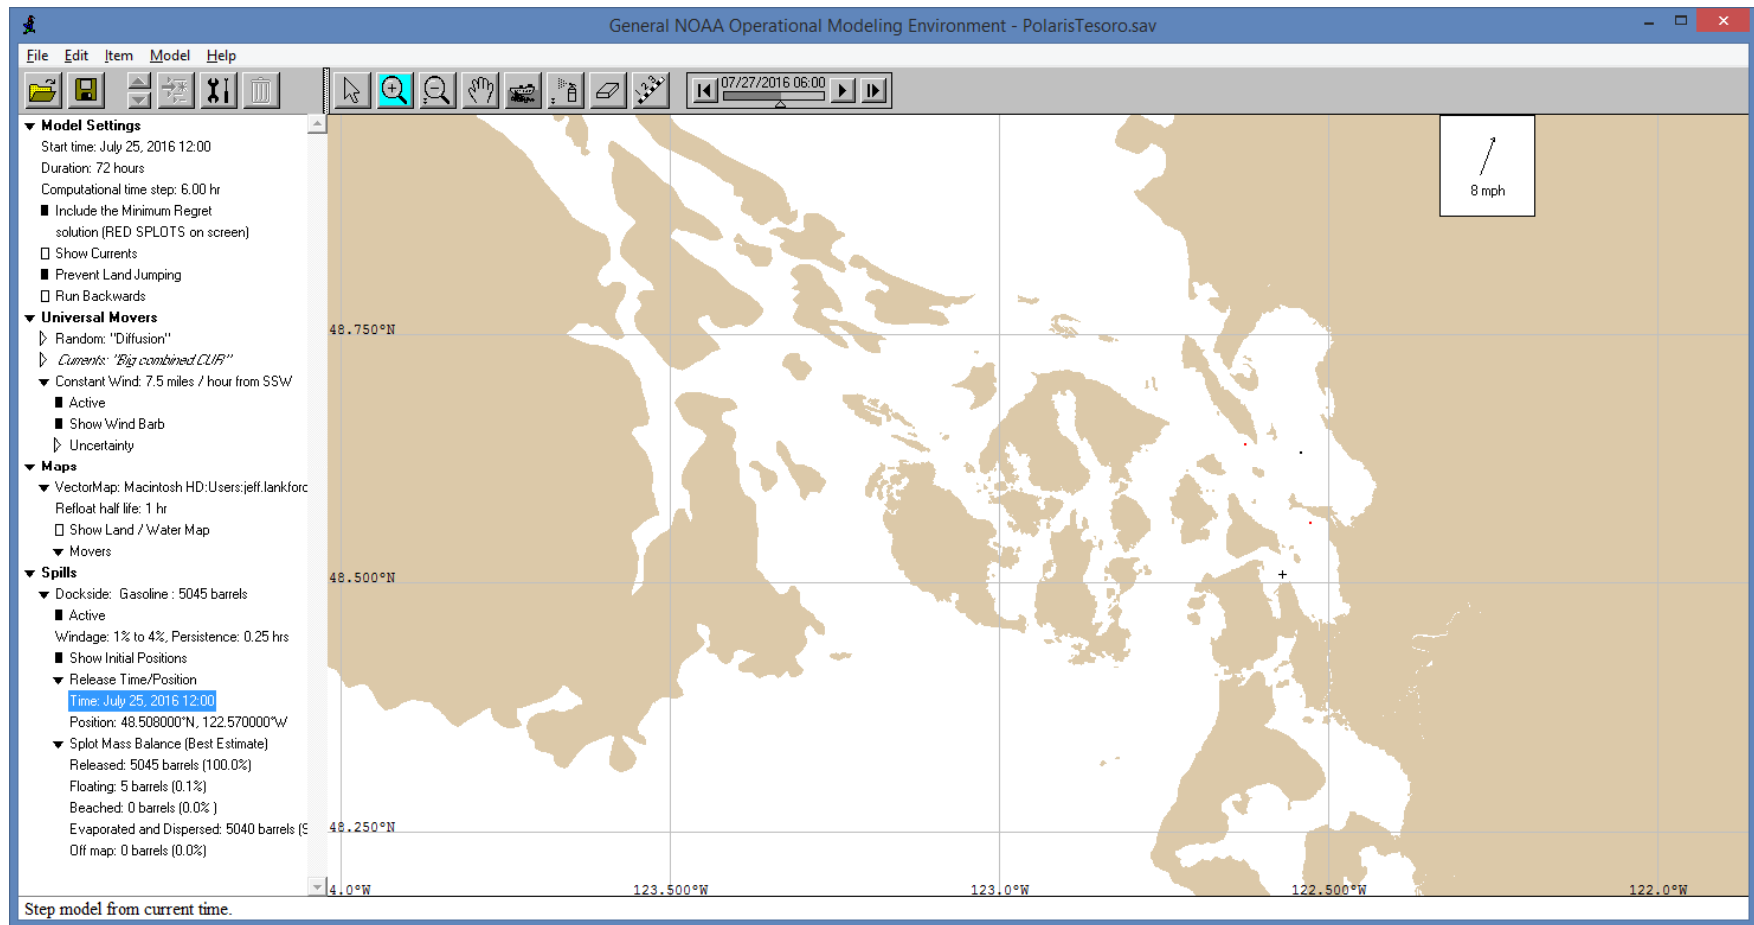 General NOAA Operational Modeling Environment - PolarisTesoro.sav
File Edit Item Model Help
07/27/2016 06:00
Model Settings
Start time: July 25, 2016 12:00
Duration: 72 hours
Computational time step: 6.00 hr
Include the Minimum Regret
solution (RED SPLOTS on screen)
Show Currents
Prevent Land Jumping
Run Backwards
Universal Movers
Random: "Diffusion"
Currents: "Big combined.CUR"
Constant Wind: 7.5 miles / hour from SSW
Active
Show Wind Barb
Uncertainty
Maps
VectorMap: Macintosh HD:Users:jeff.lankford
Refloat half life: 1 hr
Show Land / Water Map
Movers
Spills
Dockside: Gasoline : 5045 barrels
Active
Windage: 1% to 4%, Persistence: 0.25 hrs
Show Initial Positions
Release Time/Position
Time: July 25, 2016 12:00
Position: 48.508000°N, 122.570000°W
Splot Mass Balance (Best Estimate)
Released: 5045 barrels (100.0%)
Floating: 5 barrels (0.1%)
Beached: 0 barrels (0.0% )
Evaporated and Dispersed: 5040 barrels (9
Off map: 0 barrels (0.0%)
8 mph
48.750°N
48.500°N
48.250°N
4.0°W 123.500°W 123.0°W 122.500°W 122.0°W
Step model from current time.